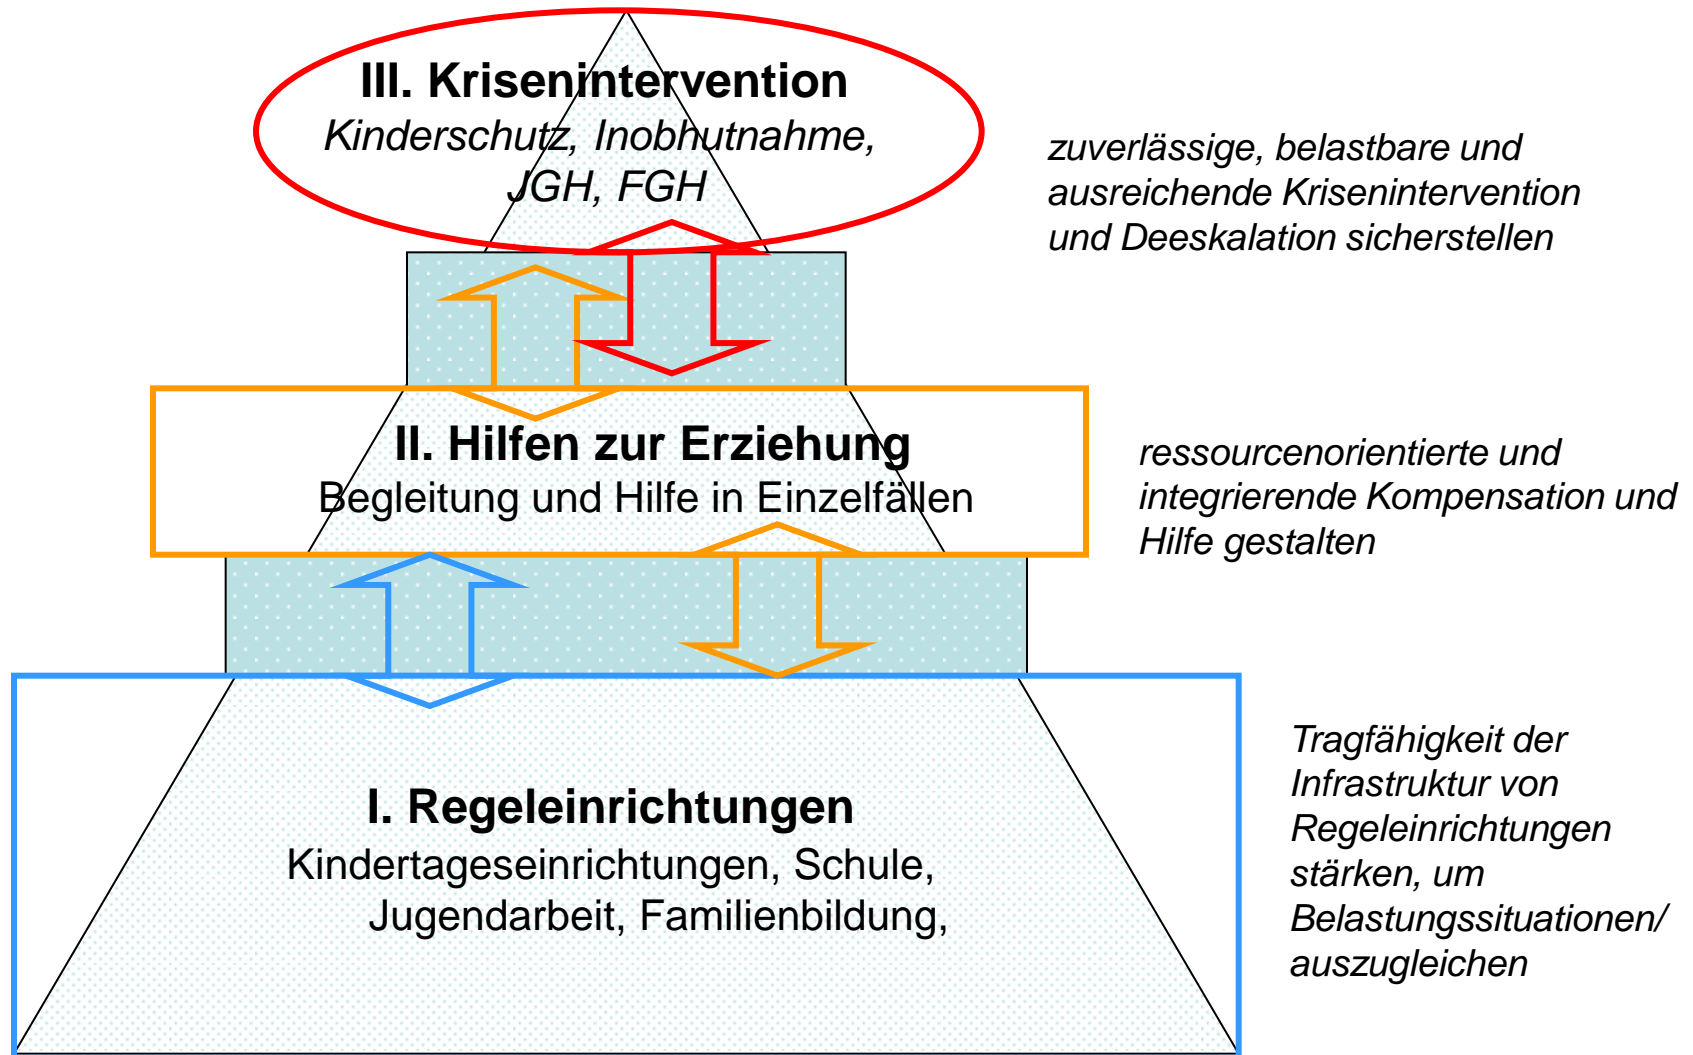 III. Krisenintervention
Kinderschutz, Inobhutnahme,
JGH, FGH
zuverlässige, belastbare und
ausreichende Krisenintervention
und Deeskalation sicherstellen
II. Hilfen zur Erziehung
Begleitung und Hilfe in Einzelfällen
ressourcenorientierte und
integrierende Kompensation und
Hilfe gestalten
I. Regeleinrichtungen
Kindertageseinrichtungen, Schule,
Jugendarbeit, Familienbildung,
Tragfähigkeit der
Infrastruktur von
Regeleinrichtungen
stärken, um
Belastungssituationen/
auszugleichen